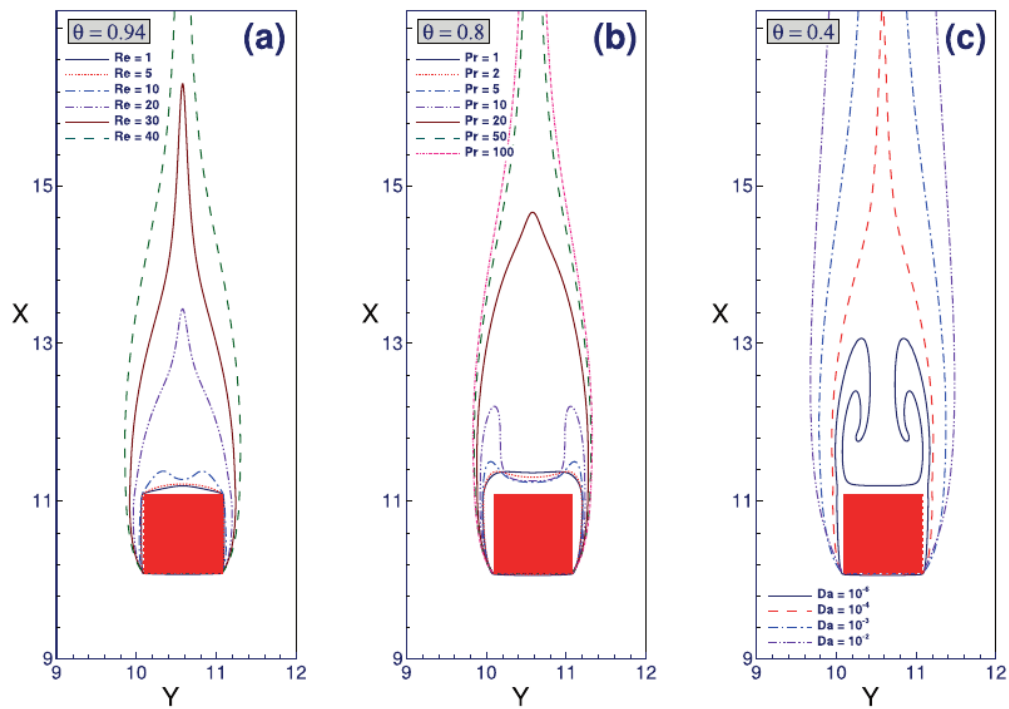 θ = 0.94
(a)
Re = 1
Re = 5
Re = 10
Re = 20
Re = 30
Re = 40
15
X
13
11
9
9
10
11
12
Y
θ = 0.8
(b)
Pr = 1
Pr = 2
Pr = 5
Pr = 10
Pr = 20
Pr = 50
Pr = 100
15
X
13
11
9
9
10
11
12
Y
θ = 0.4
(c)
15
X
13
11
Da = 10⁻⁶
Da = 10⁻⁴
Da = 10⁻³
Da = 10⁻²
9
9
10
11
12
Y